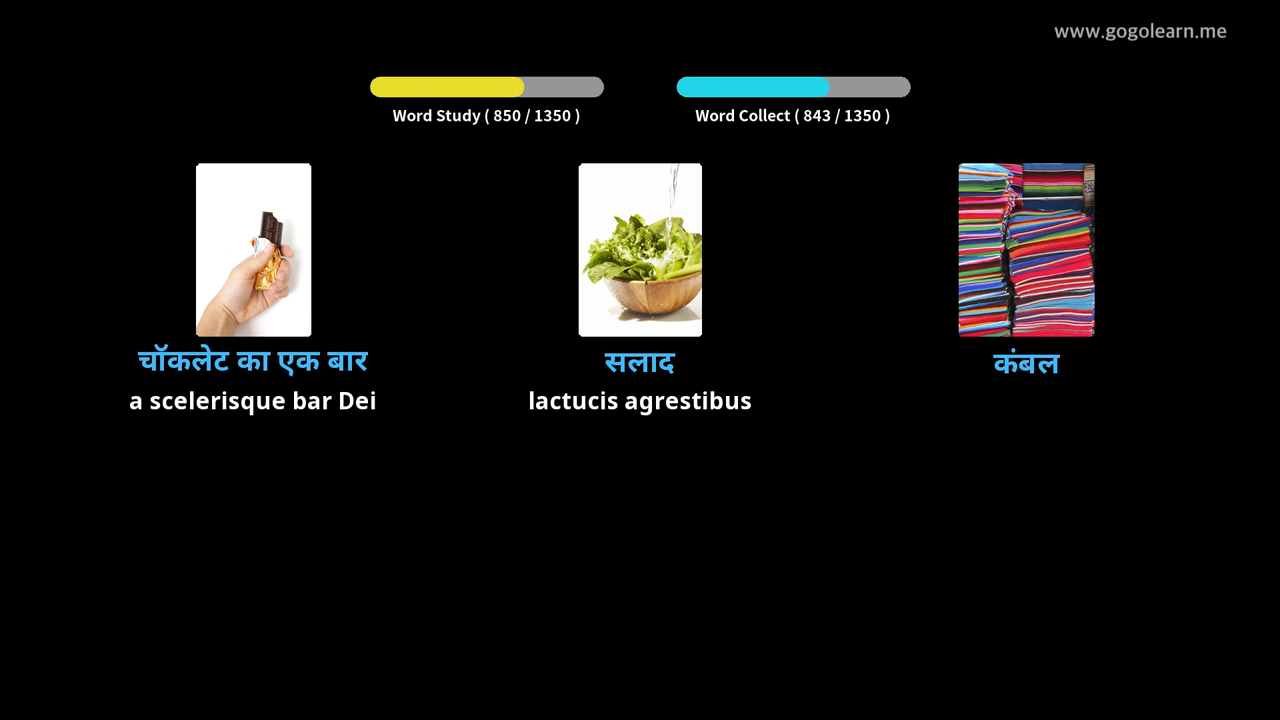 www.gogolearn.me
Word Study ( 850 / 1350 )
Word Collect ( 843 / 1350 )
चॉकलेट का एक बार
सलाद
कंबल
a scelerisque bar Dei
lactucis agrestibus